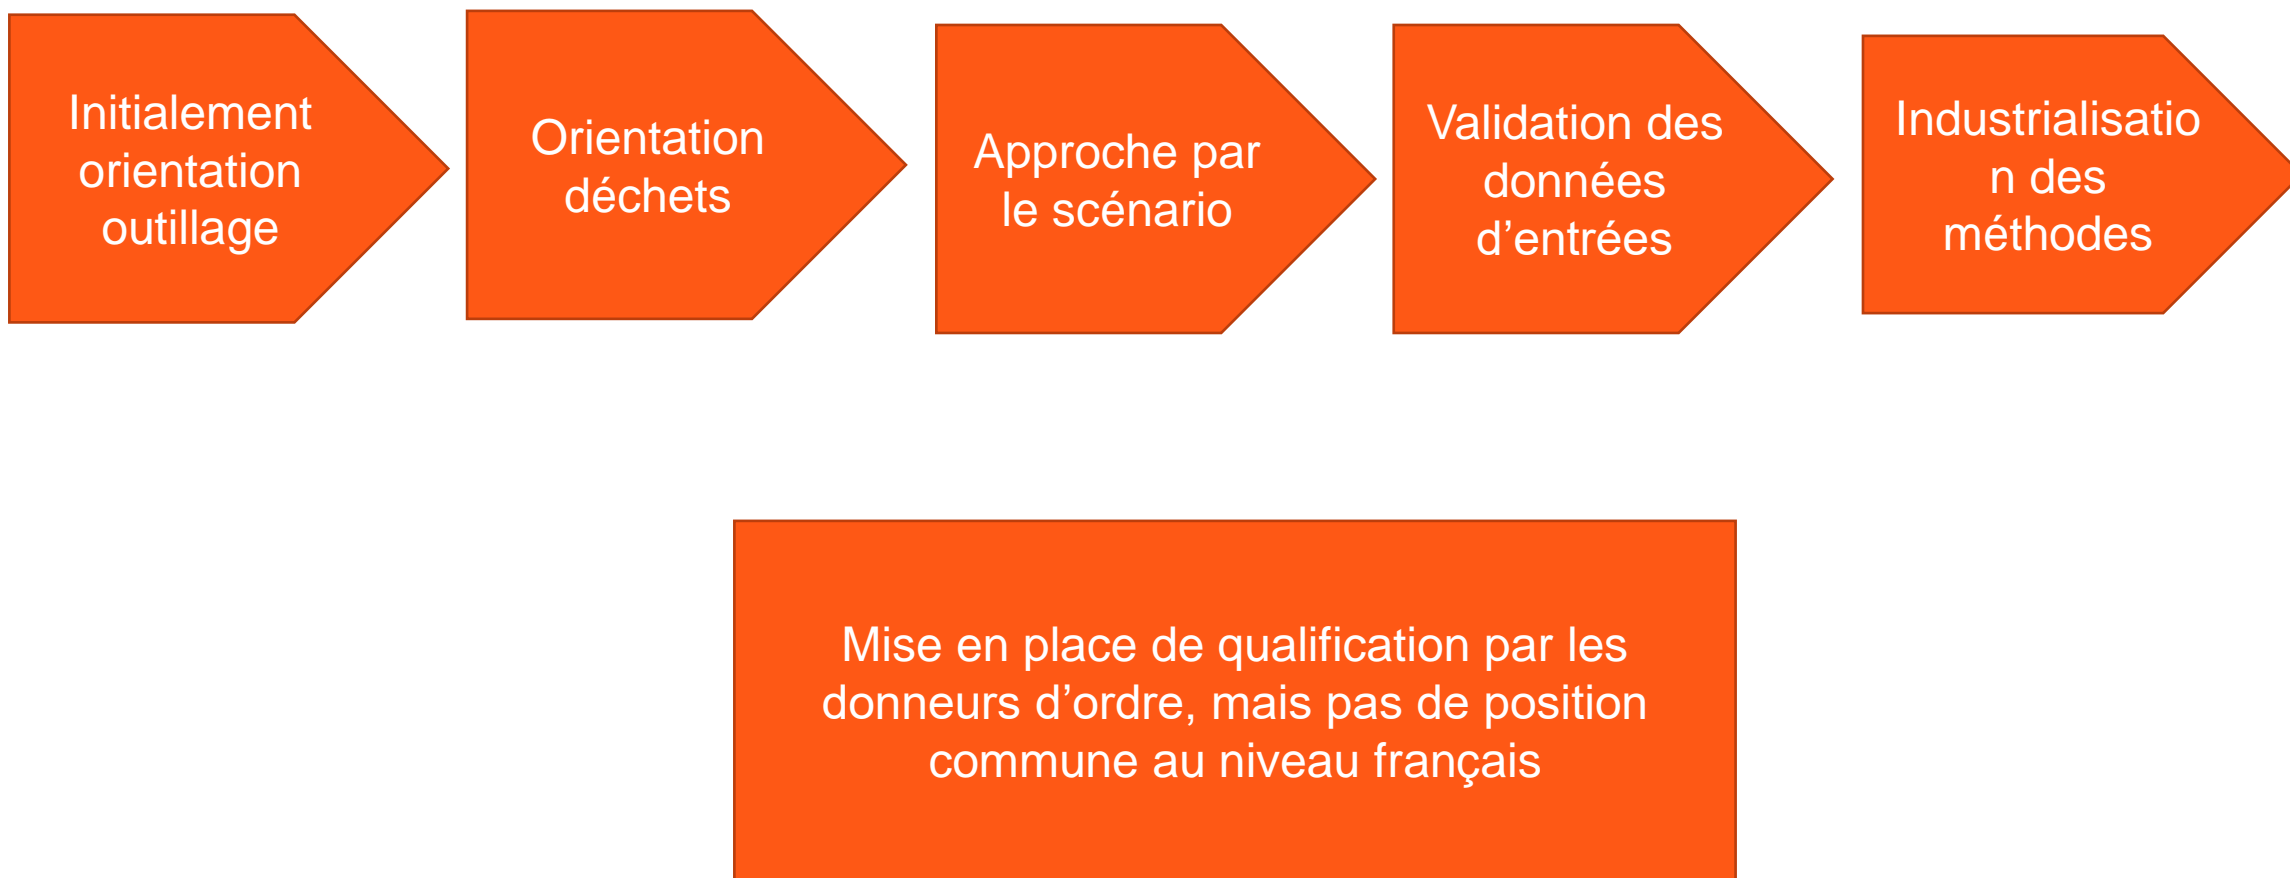 Initialement
orientation
outillage
Orientation
déchets
Approche par
le scénario
Validation des
données
d’entrées
Industrialisatio
n des
méthodes
Mise en place de qualification par les
donneurs d’ordre, mais pas de position
commune au niveau français